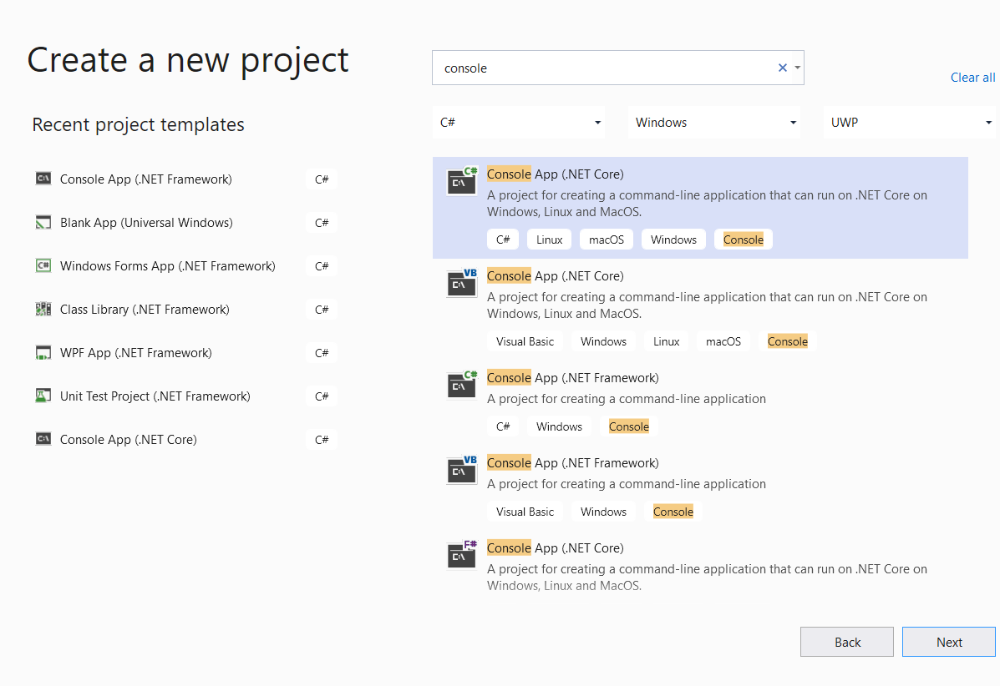 Create a new project
Recent project templates
Console App (.NET Framework) C#
Blank App (Universal Windows) C#
Windows Forms App (.NET Framework) C#
Class Library (.NET Framework) C#
WPF App (.NET Framework) C#
Unit Test Project (.NET Framework) C#
Console App (.NET Core) C#
console
Clear all
C# Windows UWP
C# Console App (.NET Core)
A project for creating a command-line application that can run on .NET Core on
Windows, Linux and MacOS.
C# Linux macOS Windows Console
VB Console App (.NET Core)
A project for creating a command-line application that can run on .NET Core on
Windows, Linux and MacOS.
Visual Basic Windows Linux macOS Console
C# Console App (.NET Framework)
A project for creating a command-line application
C# Windows Console
VB Console App (.NET Framework)
A project for creating a command-line application
Visual Basic Windows Console
F# Console App (.NET Core)
A project for creating a command-line application that can run on .NET Core on
Windows, Linux and MacOS.
Back Next